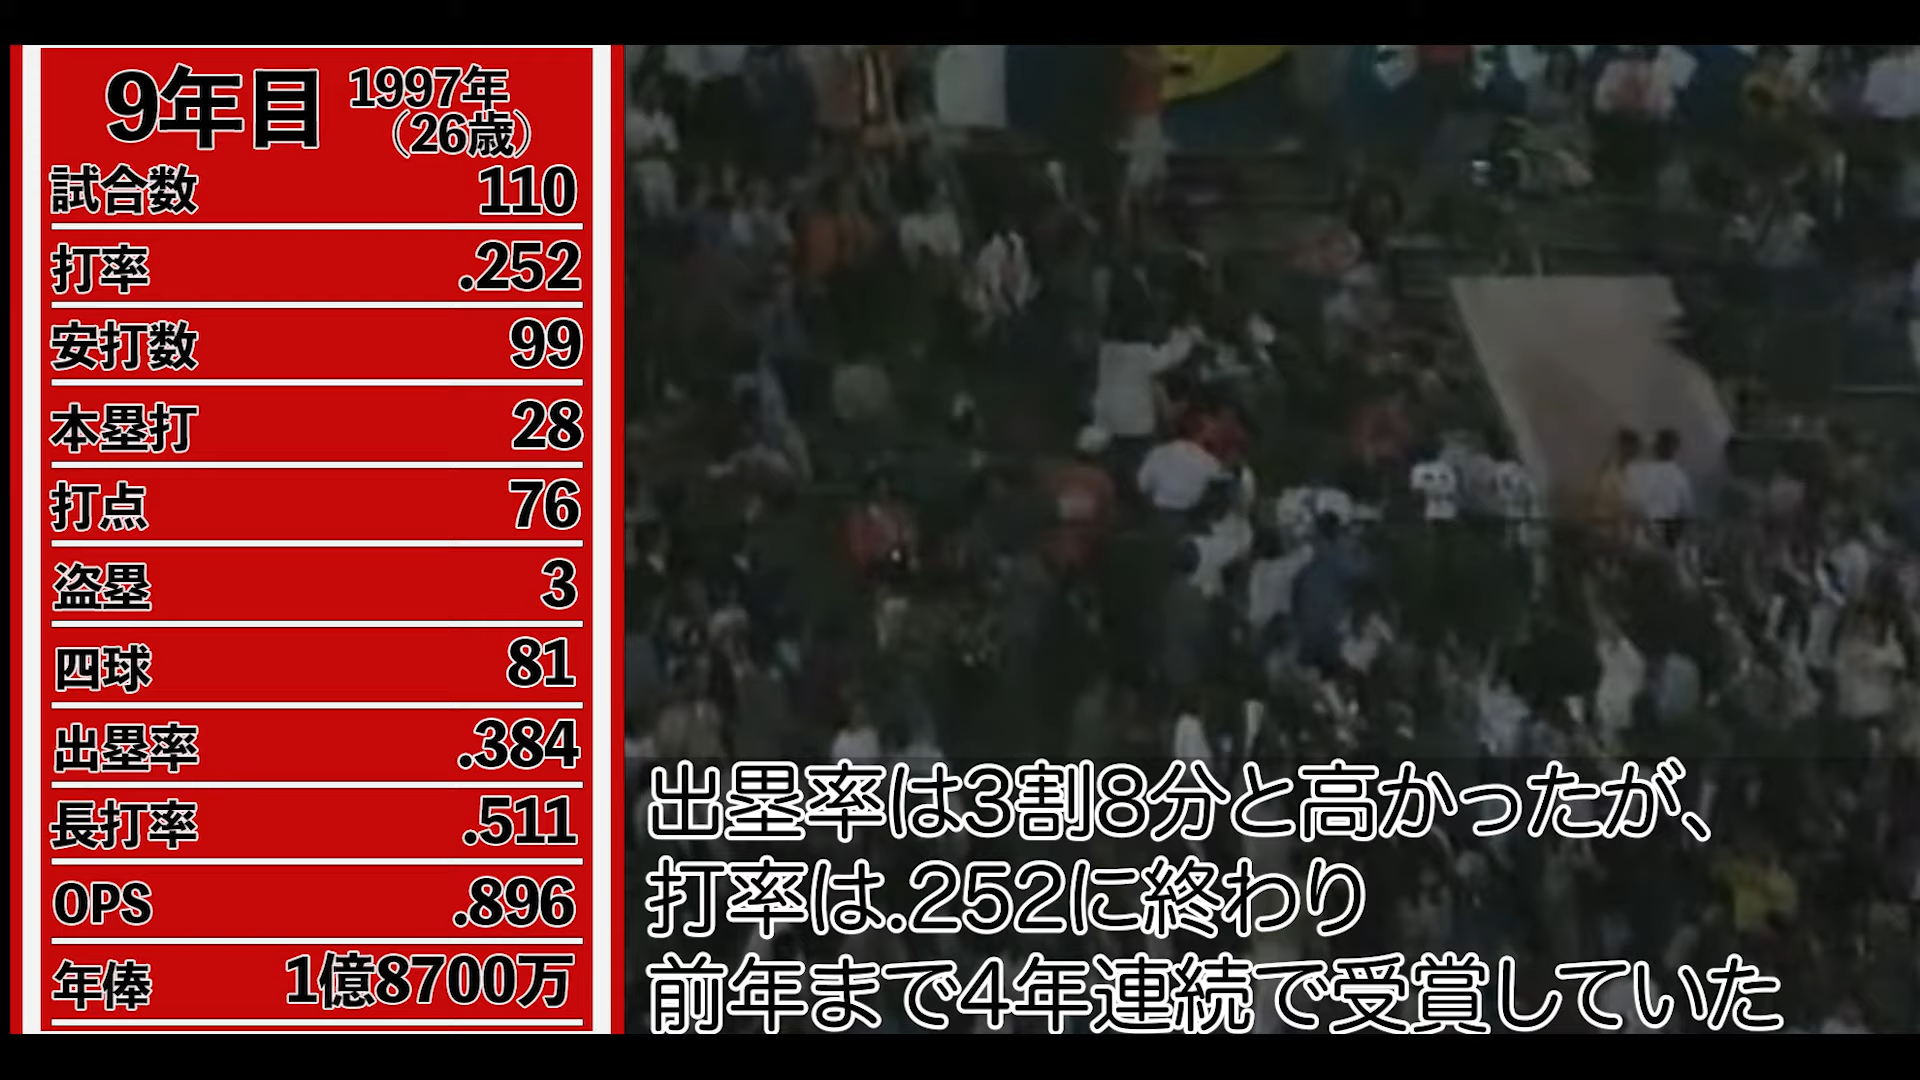 9年目 1997年
（26歳）
試合数 110
打率 .252
安打数 99
本塁打 28
打点 76
盗塁 3
四球 81
出塁率 .384
長打率 .511
OPS .896
年俸 1億8700万
出塁率は3割8分と高かったが、
打率は.252に終わり
前年まで4年連続で受賞していた